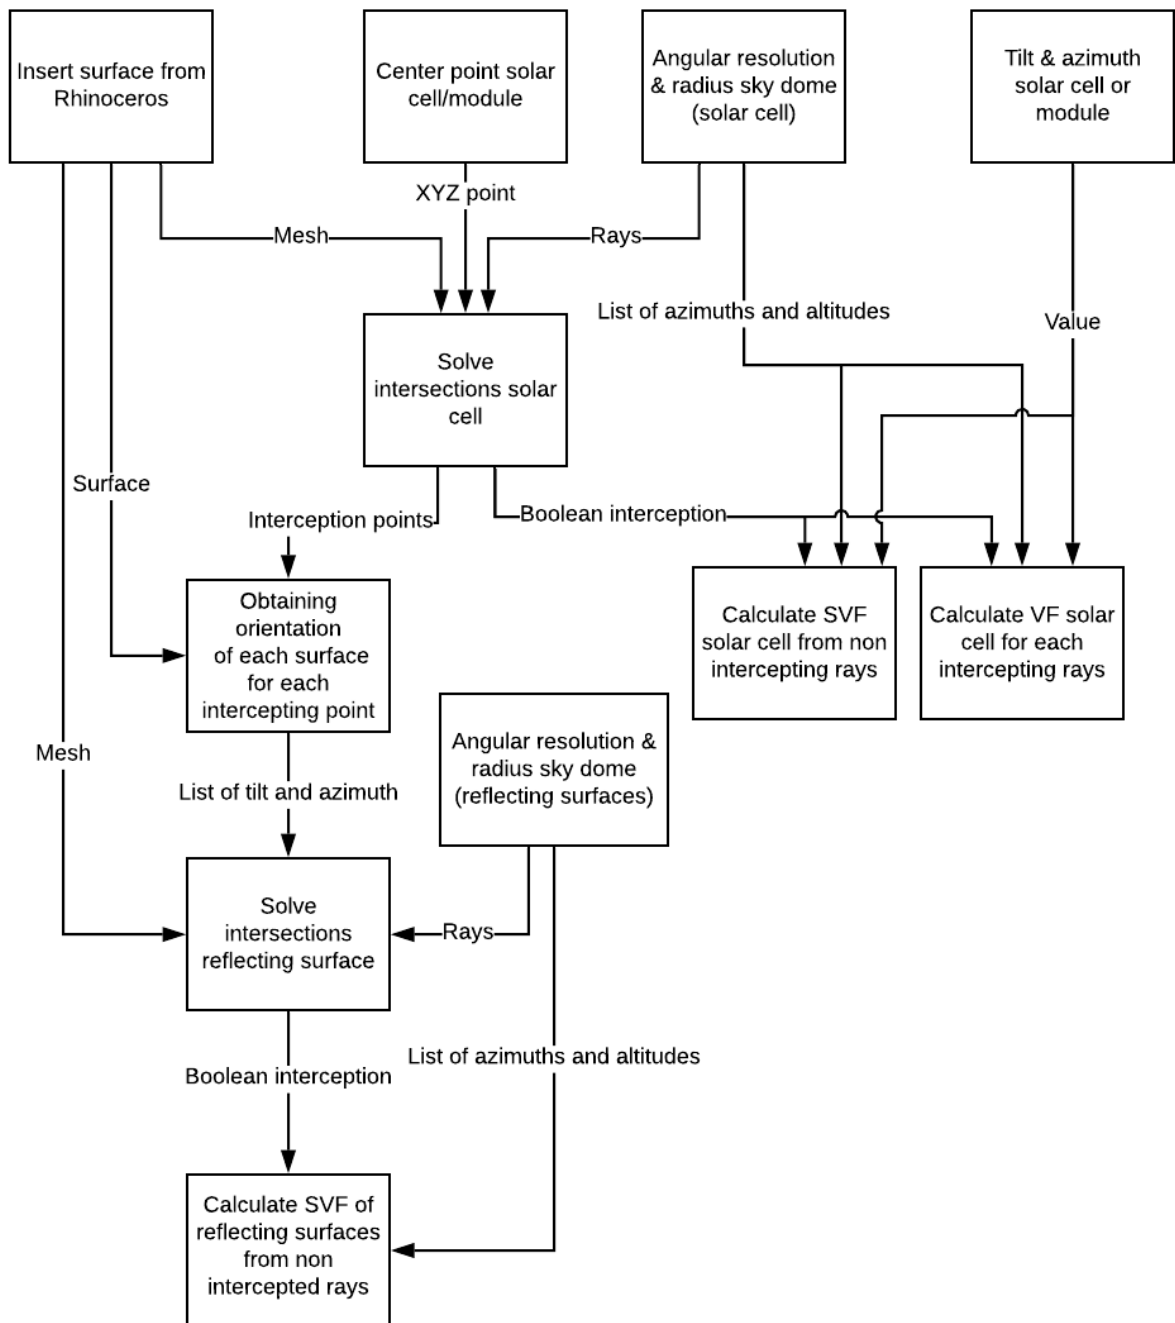 Insert surface from
Rhinoceros
Center point solar
cell/module
Angular resolution
& radius sky dome
(solar cell)
Tilt & azimuth
solar cell or
module
XYZ point
Mesh
Rays
List of azimuths and altitudes
Value
Solve
intersections solar
cell
Surface
Interception points
Boolean interception
Obtaining
orientation
of each surface
for each
intercepting point
Calculate SVF
solar cell from non
intercepting rays
Calculate VF solar
cell for each
intercepting rays
Mesh
Angular resolution &
radius sky dome
(reflecting surfaces)
List of tilt and azimuth
Solve
intersections
reflecting surface
Rays
List of azimuths and altitudes
Boolean interception
Calculate SVF of
reflecting surfaces
from non
intercepted rays